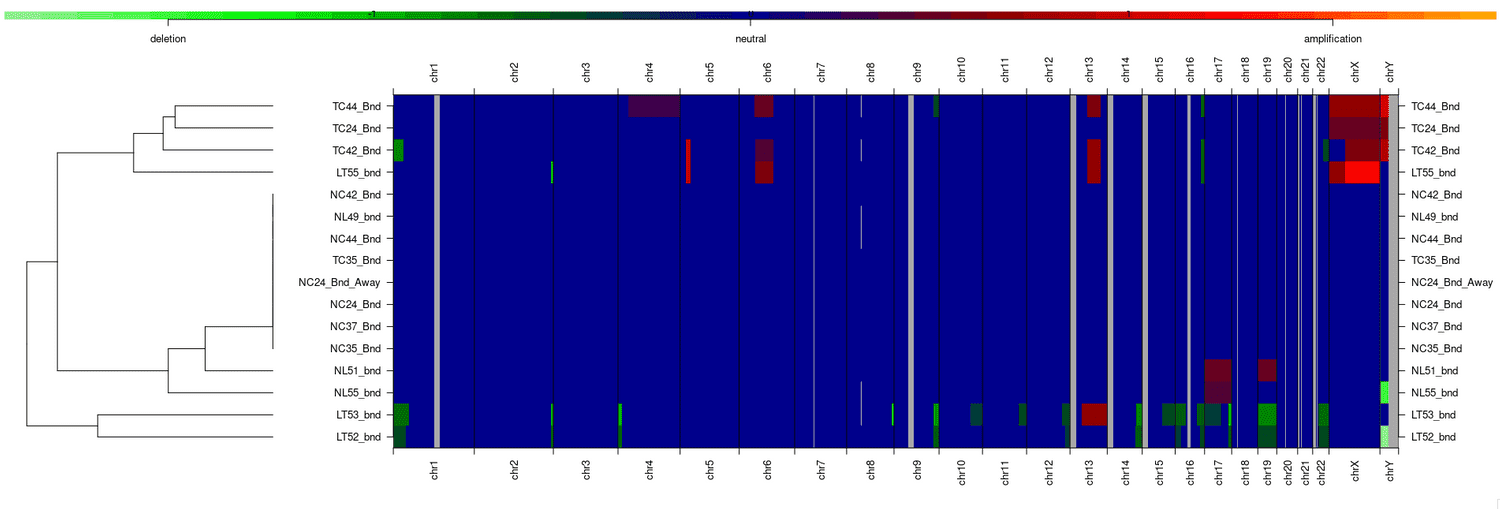 -1 1
deletion neutral amplification
chr1 chr2 chr3 chr4 chr5 chr6 chr7 chr8 chr9 chr10 chr11 chr12 chr13 chr14 chr15 chr16 chr17 chr18 chr19 chr20 chr21 chr22 chrX chrY
TC44_Bnd TC44_Bnd
TC24_Bnd TC24_Bnd
TC42_Bnd TC42_Bnd
LT55_bnd LT55_bnd
NC42_Bnd NC42_Bnd
NL49_bnd NL49_bnd
NC44_Bnd NC44_Bnd
TC35_Bnd TC35_Bnd
NC24_Bnd_Away NC24_Bnd_Away
NC24_Bnd NC24_Bnd
NC37_Bnd NC37_Bnd
NC35_Bnd NC35_Bnd
NL51_bnd NL51_bnd
NL55_bnd NL55_bnd
LT53_bnd LT53_bnd
LT52_bnd LT52_bnd
chr1 chr2 chr3 chr4 chr5 chr6 chr7 chr8 chr9 chr10 chr11 chr12 chr13 chr14 chr15 chr16 chr17 chr18 chr19 chr20 chr21 chr22 chrX chrY